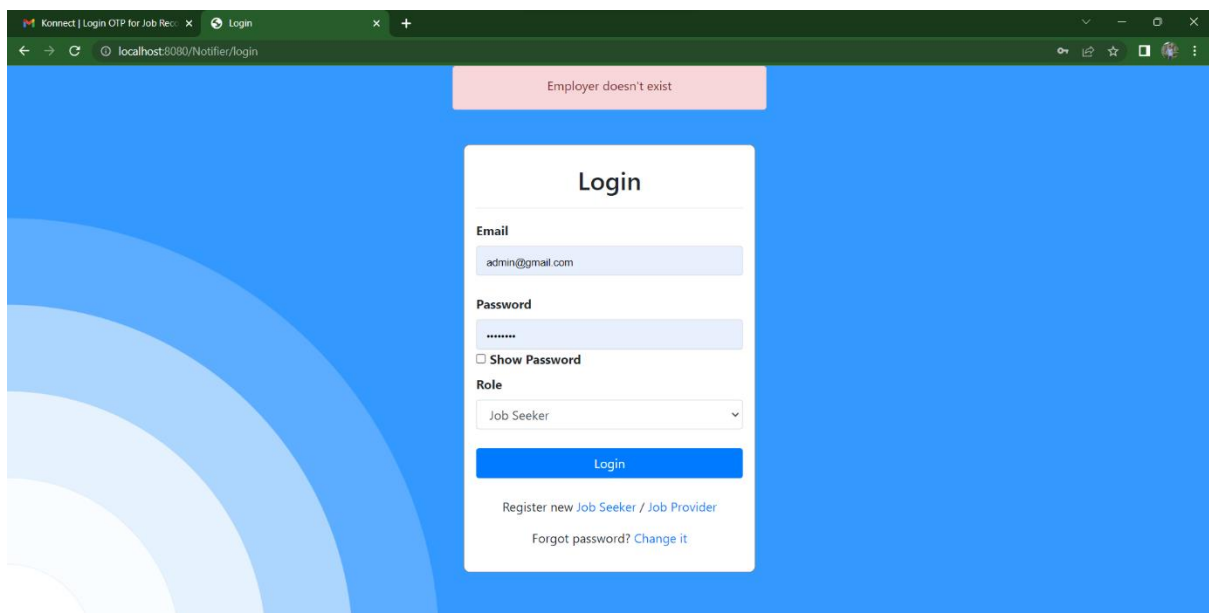 Konnect | Login OTP for Job Reco
Login
localhost:8080/Notifier/login
Employer doesn't exist
Login
Email
admin@gmail.com
Password
••••••••
Show Password
Role
Job Seeker
Login
Register new Job Seeker / Job Provider
Forgot password? Change it